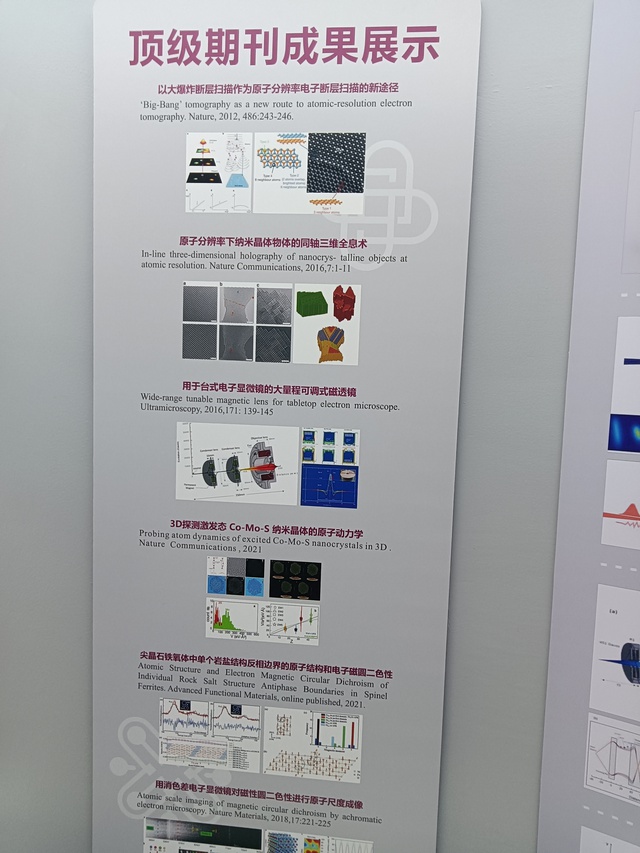 顶级期刊成果展示
以大爆炸断层扫描作为原子分辨率电子断层扫描的新途径
'Big-Bang' tomography as a new route to atomic-resolution electron
tomography. Nature, 2012, 486:243-246.
原子分辨率下纳米晶体物体的同轴三维全息术
In-line three-dimensional holography of nanocrys- talline objects at
atomic resolution. Nature Communications, 2016,7:1-11
用于台式电子显微镜的大量程可调式磁透镜
Wide-range tunable magnetic lens for tabletop electron microscope.
Ultramicroscopy, 2016,171: 139-145
3D探测激发态 Co-Mo-S 纳米晶体的原子动力学
Probing atom dynamics of excited Co-Mo-S nanocrystals in 3D .
Nature Communications , 2021
尖晶石铁氧体中单个岩盐结构反相边界的原子结构和电子磁圆二色性
Atomic Structure and Electron Magnetic Circular Dichroism of
Individual Rock Salt Structure Antiphase Boundaries in Spinel
Ferrites. Advanced Functional Materials, online published, 2021.
用消色差电子显微镜对磁性圆二色性进行原子尺度成像
Atomic scale imaging of magnetic circular dichroism by achromatic
electron microscopy. Nature Materials, 2018,17:221-225